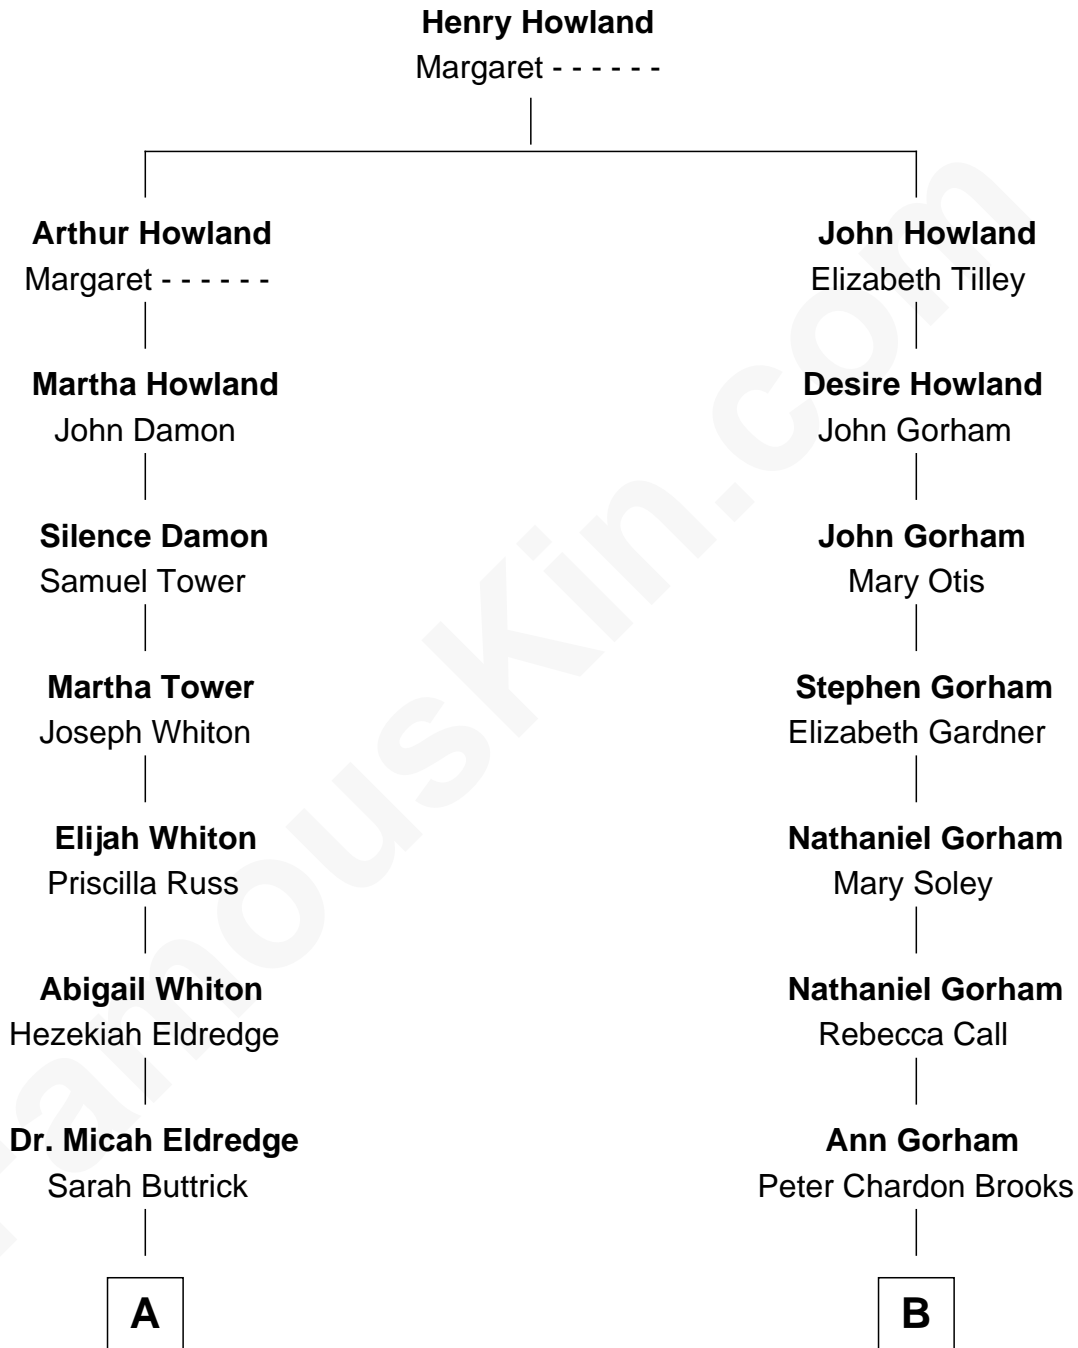 Henry Howland
Margaret - - - - - -
Arthur Howland
Margaret - - - - - -
John Howland
Elizabeth Tilley
Martha Howland
John Damon
Desire Howland
John Gorham
Silence Damon
Samuel Tower
John Gorham
Mary Otis
Martha Tower
Joseph Whiton
Stephen Gorham
Elizabeth Gardner
Elijah Whiton
Priscilla Russ
Nathaniel Gorham
Mary Soley
Abigail Whiton
Hezekiah Eldredge
Nathaniel Gorham
Rebecca Call
Dr. Micah Eldredge
Sarah Buttrick
Ann Gorham
Peter Chardon Brooks
A
B
FamousKin.com